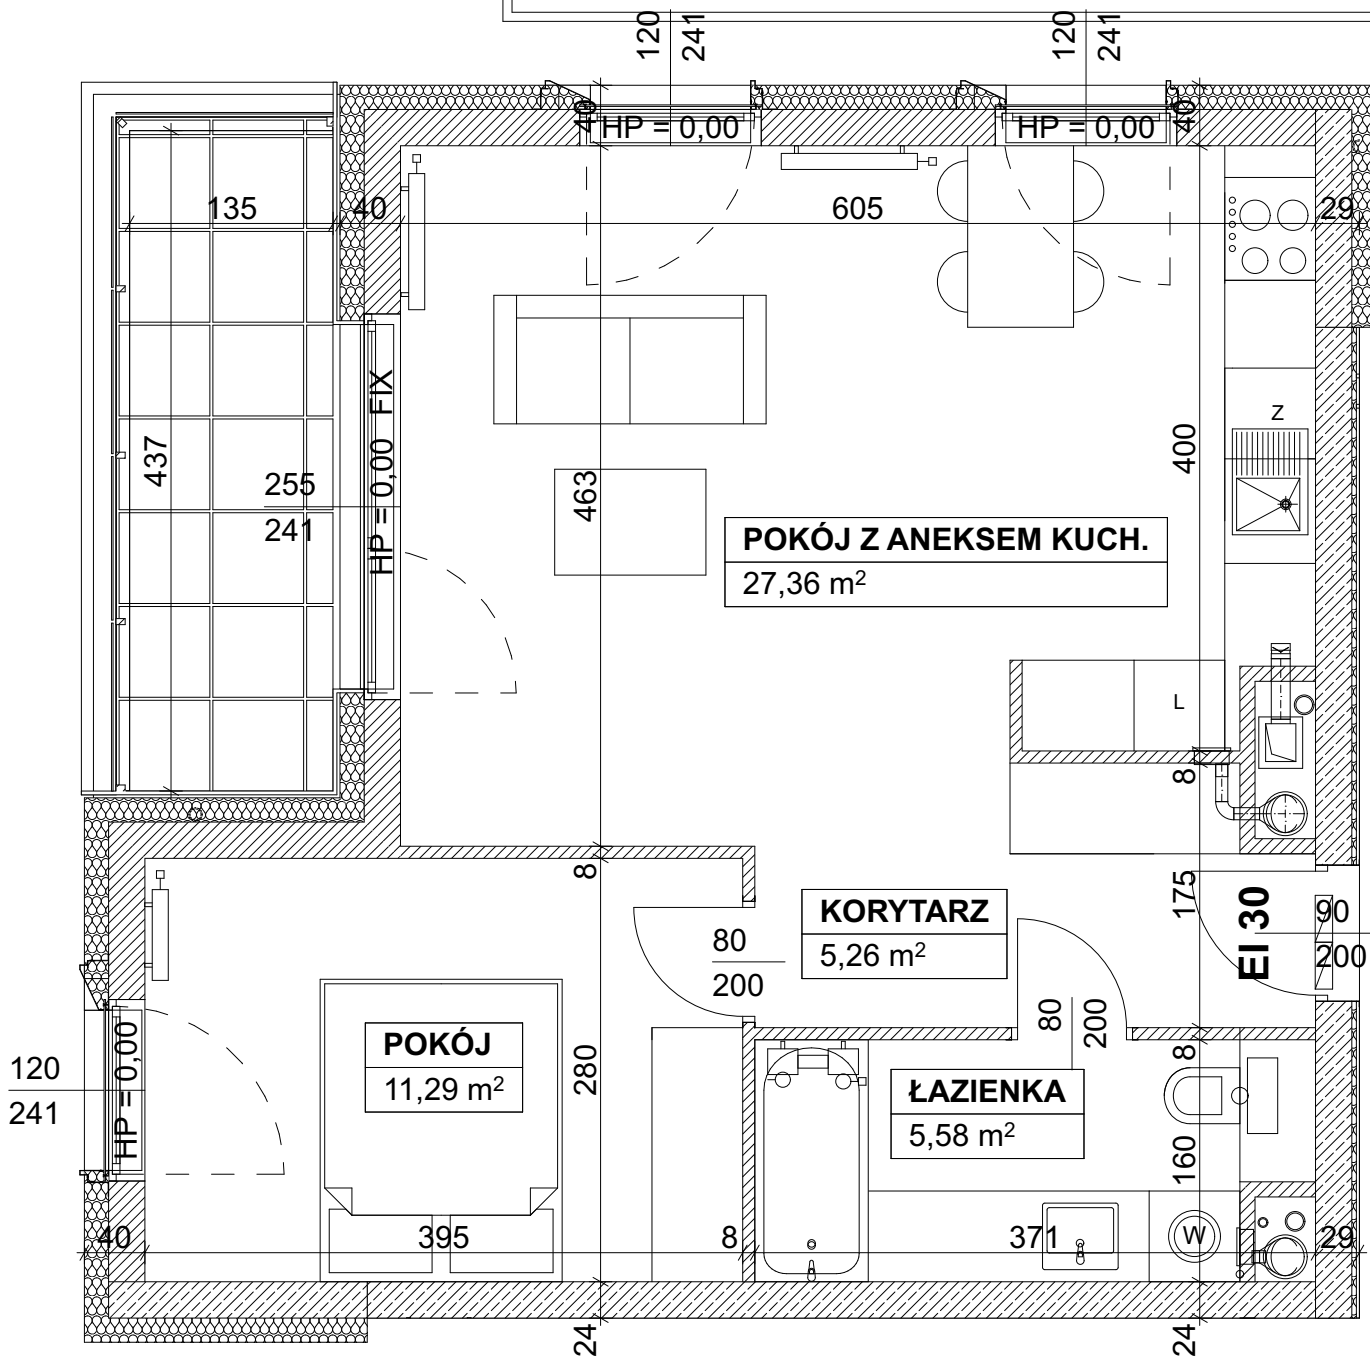 120
241
120
241
40
HP = 0,00
HP = 0,00
40
135
40
605
29
HP = 0,00 FIX
Z
437
255
241
463
400
POKÓJ Z ANEKSEM KUCH.
27,36 m²
L
8
8
175
KORYTARZ
5,26 m²
EI 30
90
200
80
200
80
200
POKÓJ
11,29 m²
280
8
120
241
HP = 0,00
ŁAZIENKA
5,58 m²
160
40
395
8
371
W
29
24
24